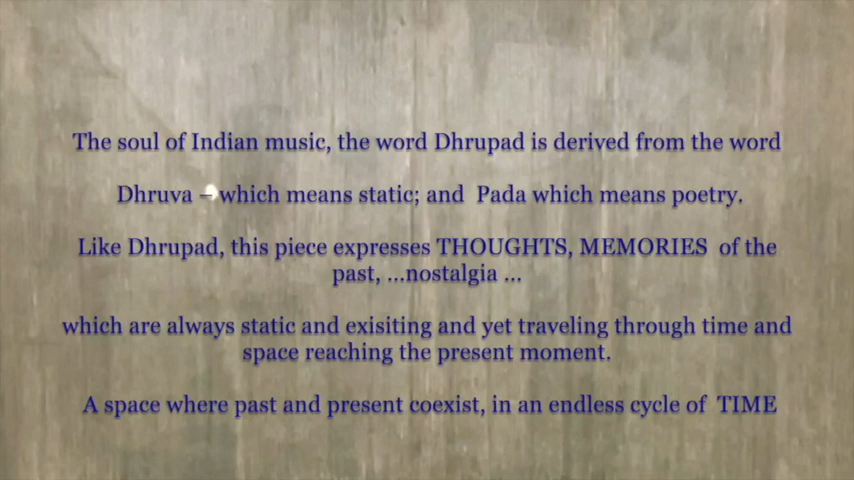 The soul of Indian music, the word Dhrupad is derived from the word
Dhruva – which means static; and Pada which means poetry.
Like Dhrupad, this piece expresses THOUGHTS, MEMORIES of the
past, ...nostalgia ...
which are always static and exisiting and yet traveling through time and
space reaching the present moment.
A space where past and present coexist, in an endless cycle of TIME